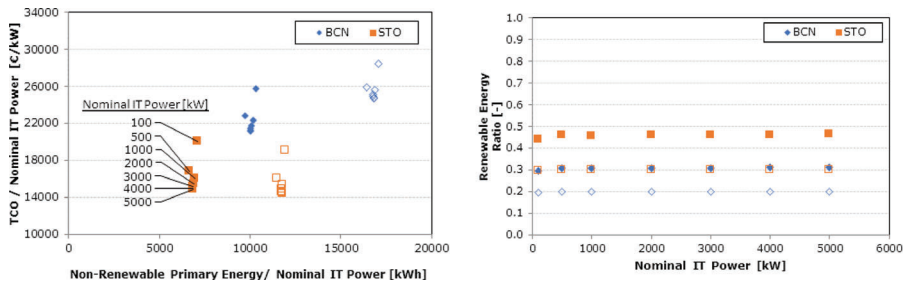 34000
30000
26000
22000
18000
14000
10000
TCO / Nominal IT Power [€/kW]
BCN STO
Nominal IT Power [kW]
100
500
1000
2000
3000
4000
5000
0 5000 10000 15000 20000
Non-Renewable Primary Energy/ Nominal IT Power [kWh]
1.0
0.9
0.8
0.7
0.6
0.5
0.4
0.3
0.2
0.1
0.0
Renewable Energy
Ratio [-]
BCN STO
0 1000 2000 3000 4000 5000 6000
Nominal IT Power [kW]